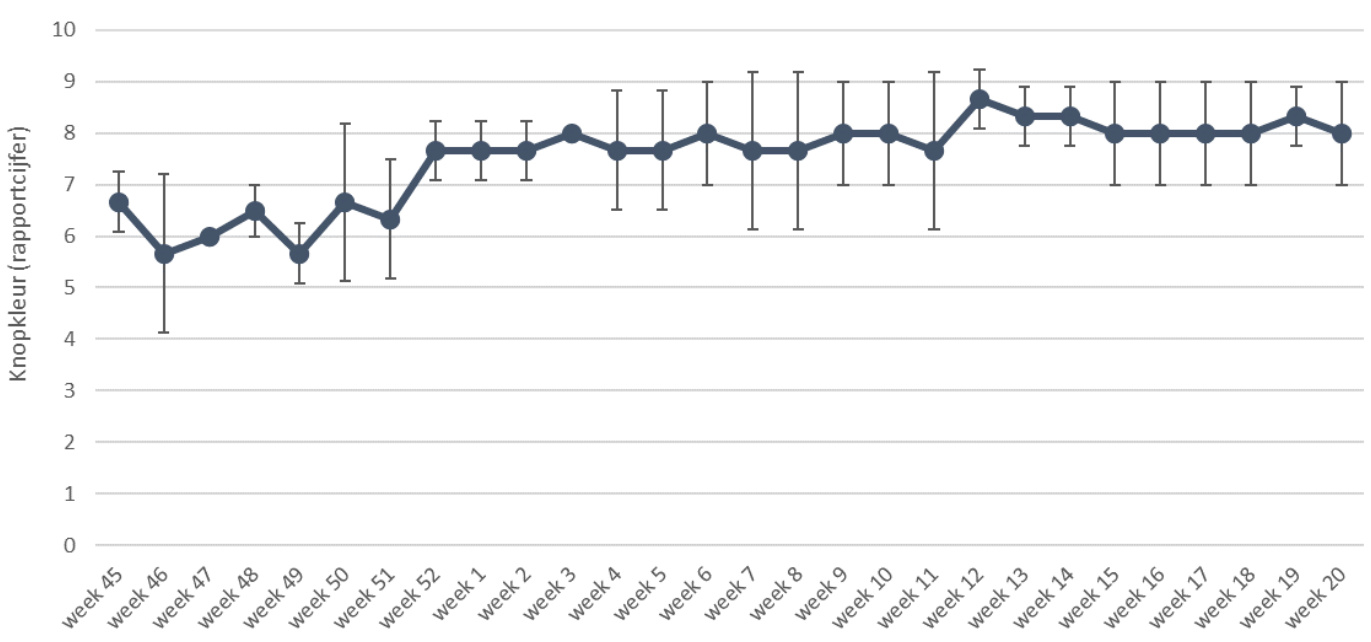 Knopkleur (rapportcijfer)
10
9
8
7
6
5
4
3
2
1
0
week 45
week 46
week 47
week 48
week 49
week 50
week 51
week 52
week 1
week 2
week 3
week 4
week 5
week 6
week 7
week 8
week 9
week 10
week 11
week 12
week 13
week 14
week 15
week 16
week 17
week 18
week 19
week 20